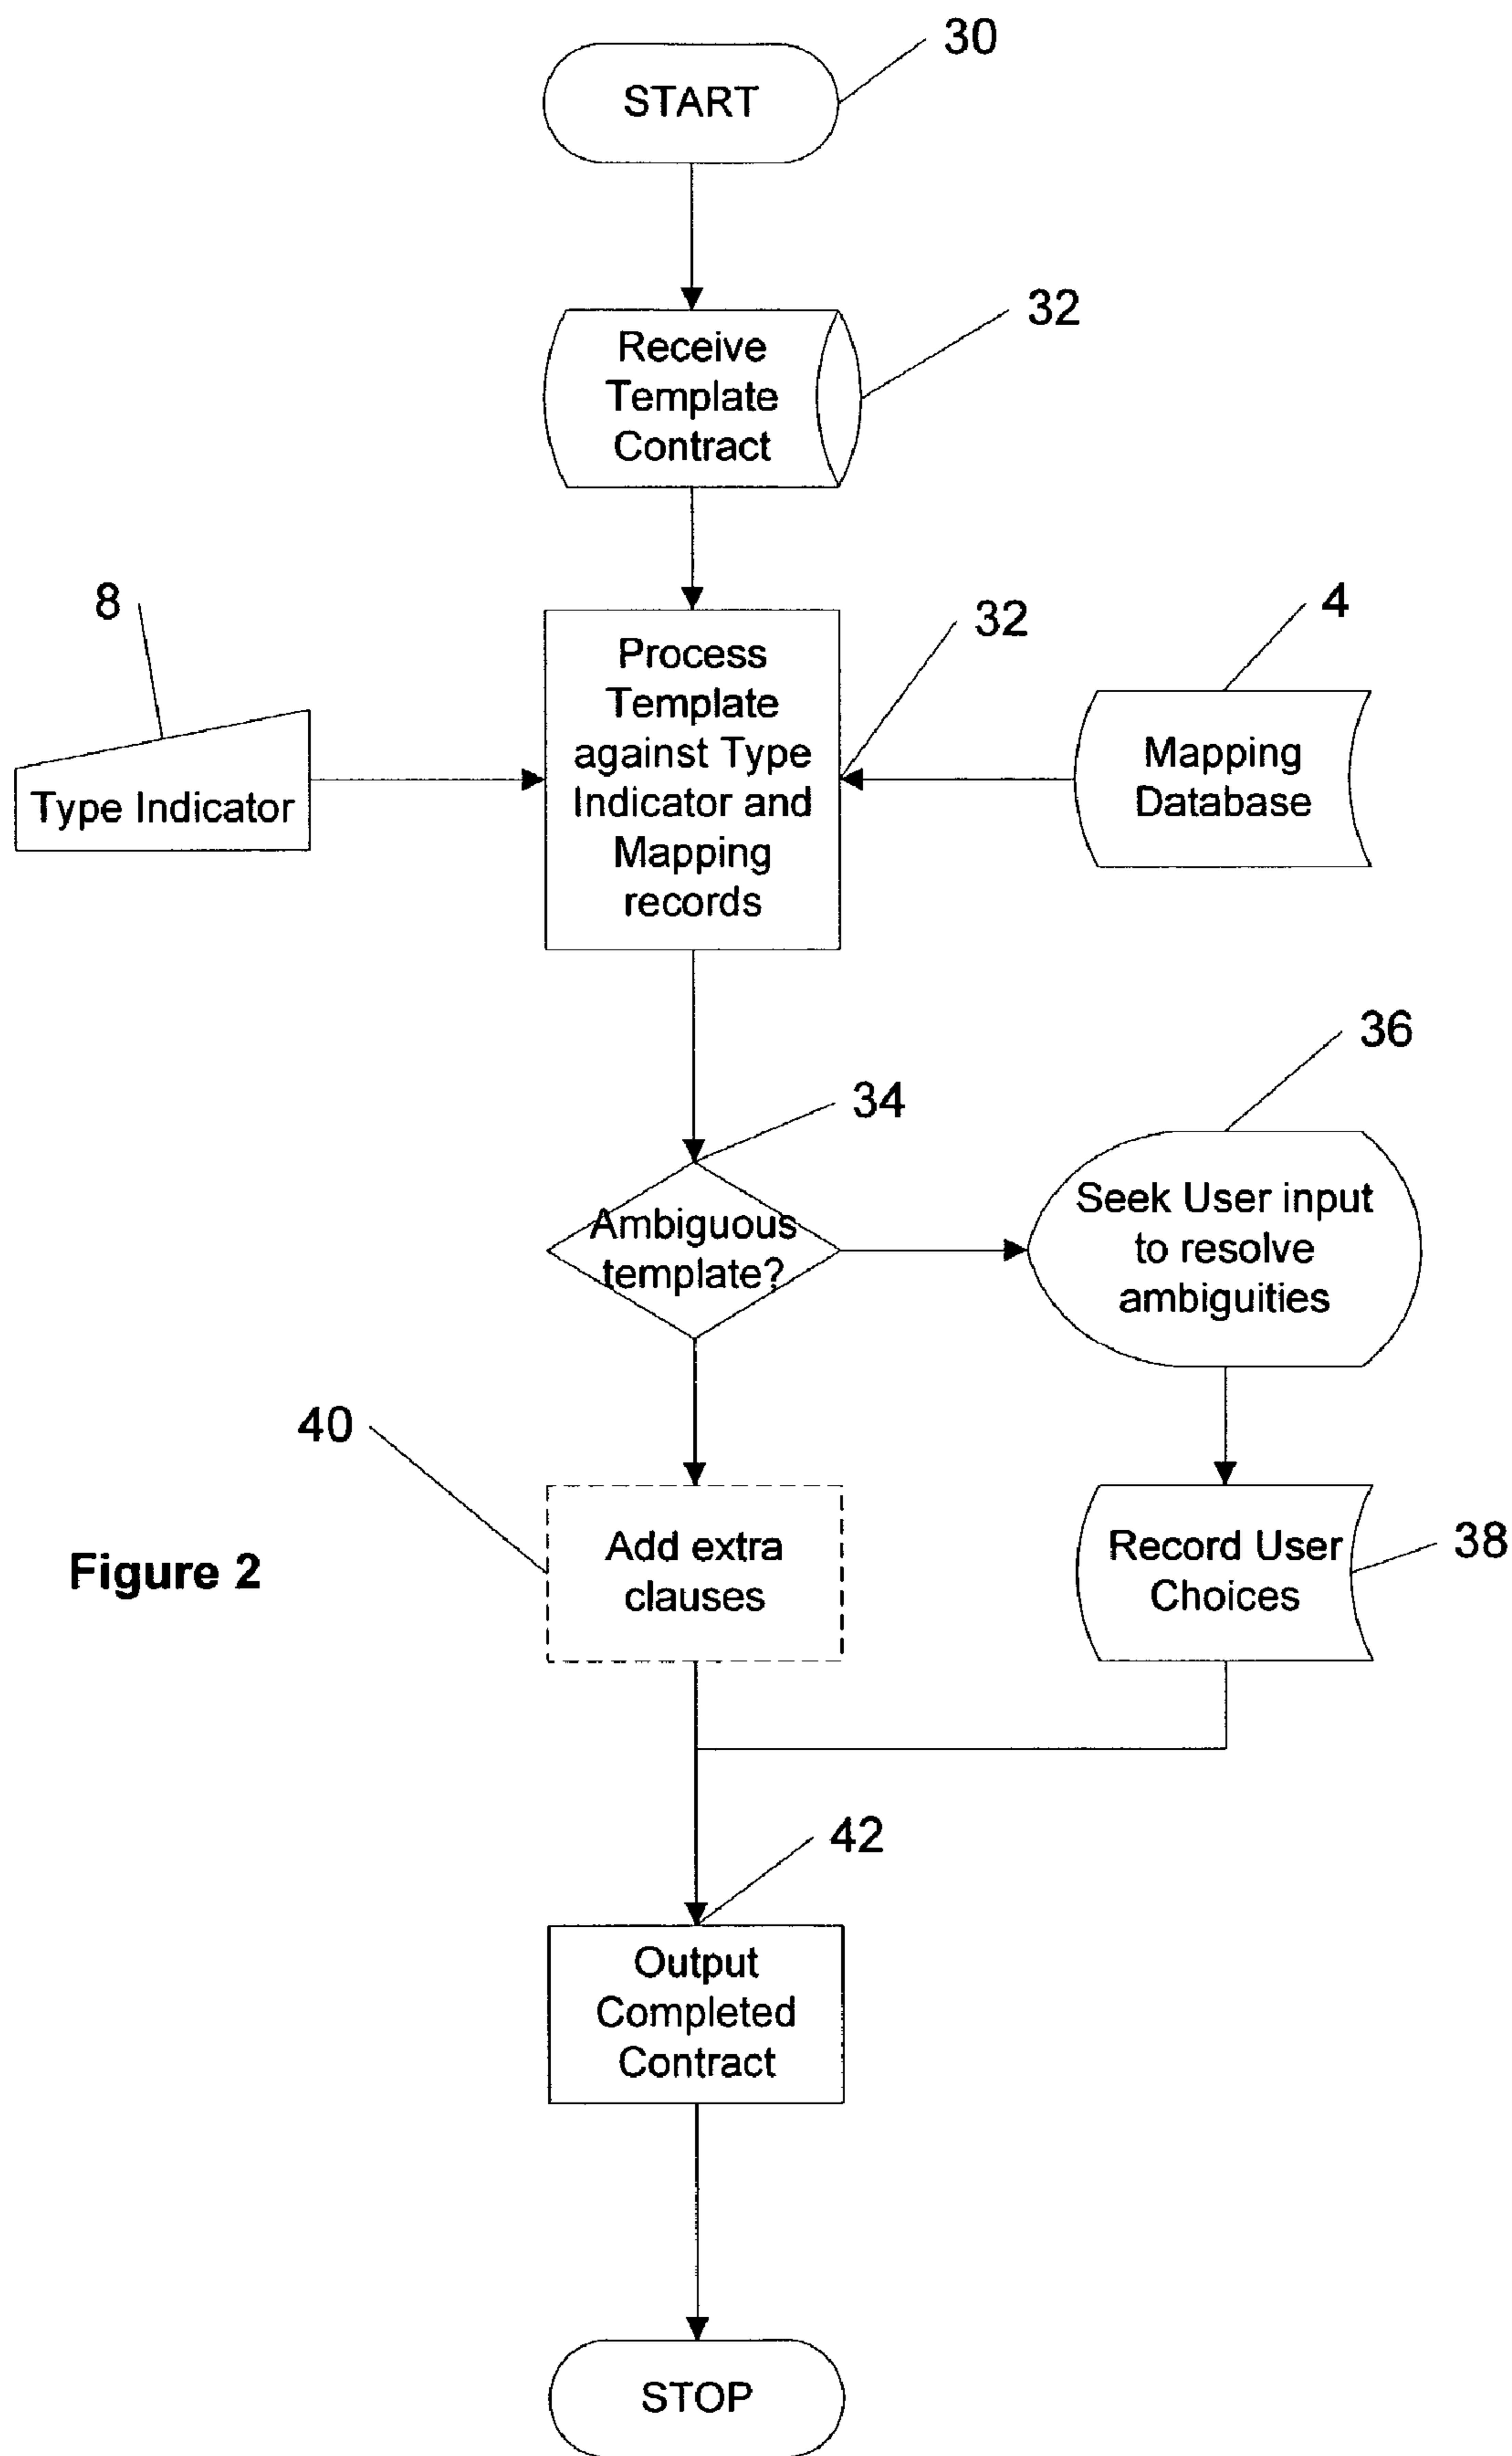 30
START
32
Receive
Template
Contract
8
32
4
Process
Template
against Type
Indicator and
Mapping
records
Type Indicator
Mapping
Database
36
34
Ambiguous
template?
Seek User input
to resolve
ambiguities
40
Add extra
clauses
Record User
Choices
38
Figure 2
42
Output
Completed
Contract
STOP